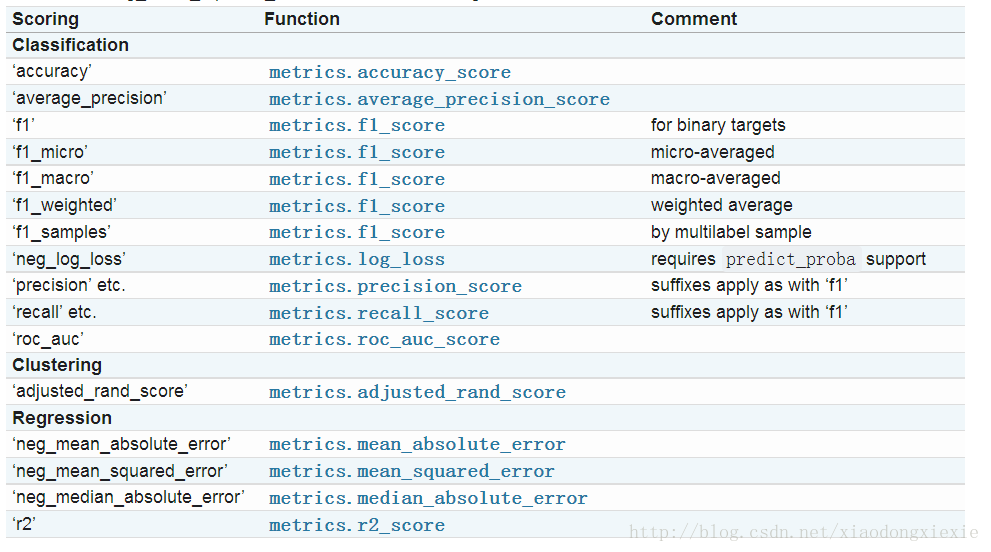 Scoring Function Comment
Classification
‘accuracy’ metrics.accuracy_score
‘average_precision’ metrics.average_precision_score
‘f1’ metrics.f1_score for binary targets
‘f1_micro’ metrics.f1_score micro-averaged
‘f1_macro’ metrics.f1_score macro-averaged
‘f1_weighted’ metrics.f1_score weighted average
‘f1_samples’ metrics.f1_score by multilabel sample
‘neg_log_loss’ metrics.log_loss requires predict_proba support
‘precision’ etc. metrics.precision_score suffixes apply as with ‘f1’
‘recall’ etc. metrics.recall_score suffixes apply as with ‘f1’
‘roc_auc’ metrics.roc_auc_score
Clustering
‘adjusted_rand_score’ metrics.adjusted_rand_score
Regression
‘neg_mean_absolute_error’ metrics.mean_absolute_error
‘neg_mean_squared_error’ metrics.mean_squared_error
‘neg_median_absolute_error’ metrics.median_absolute_error
‘r2’ metrics.r2_score
http://blog.csdn.net/xiaodongxiexie